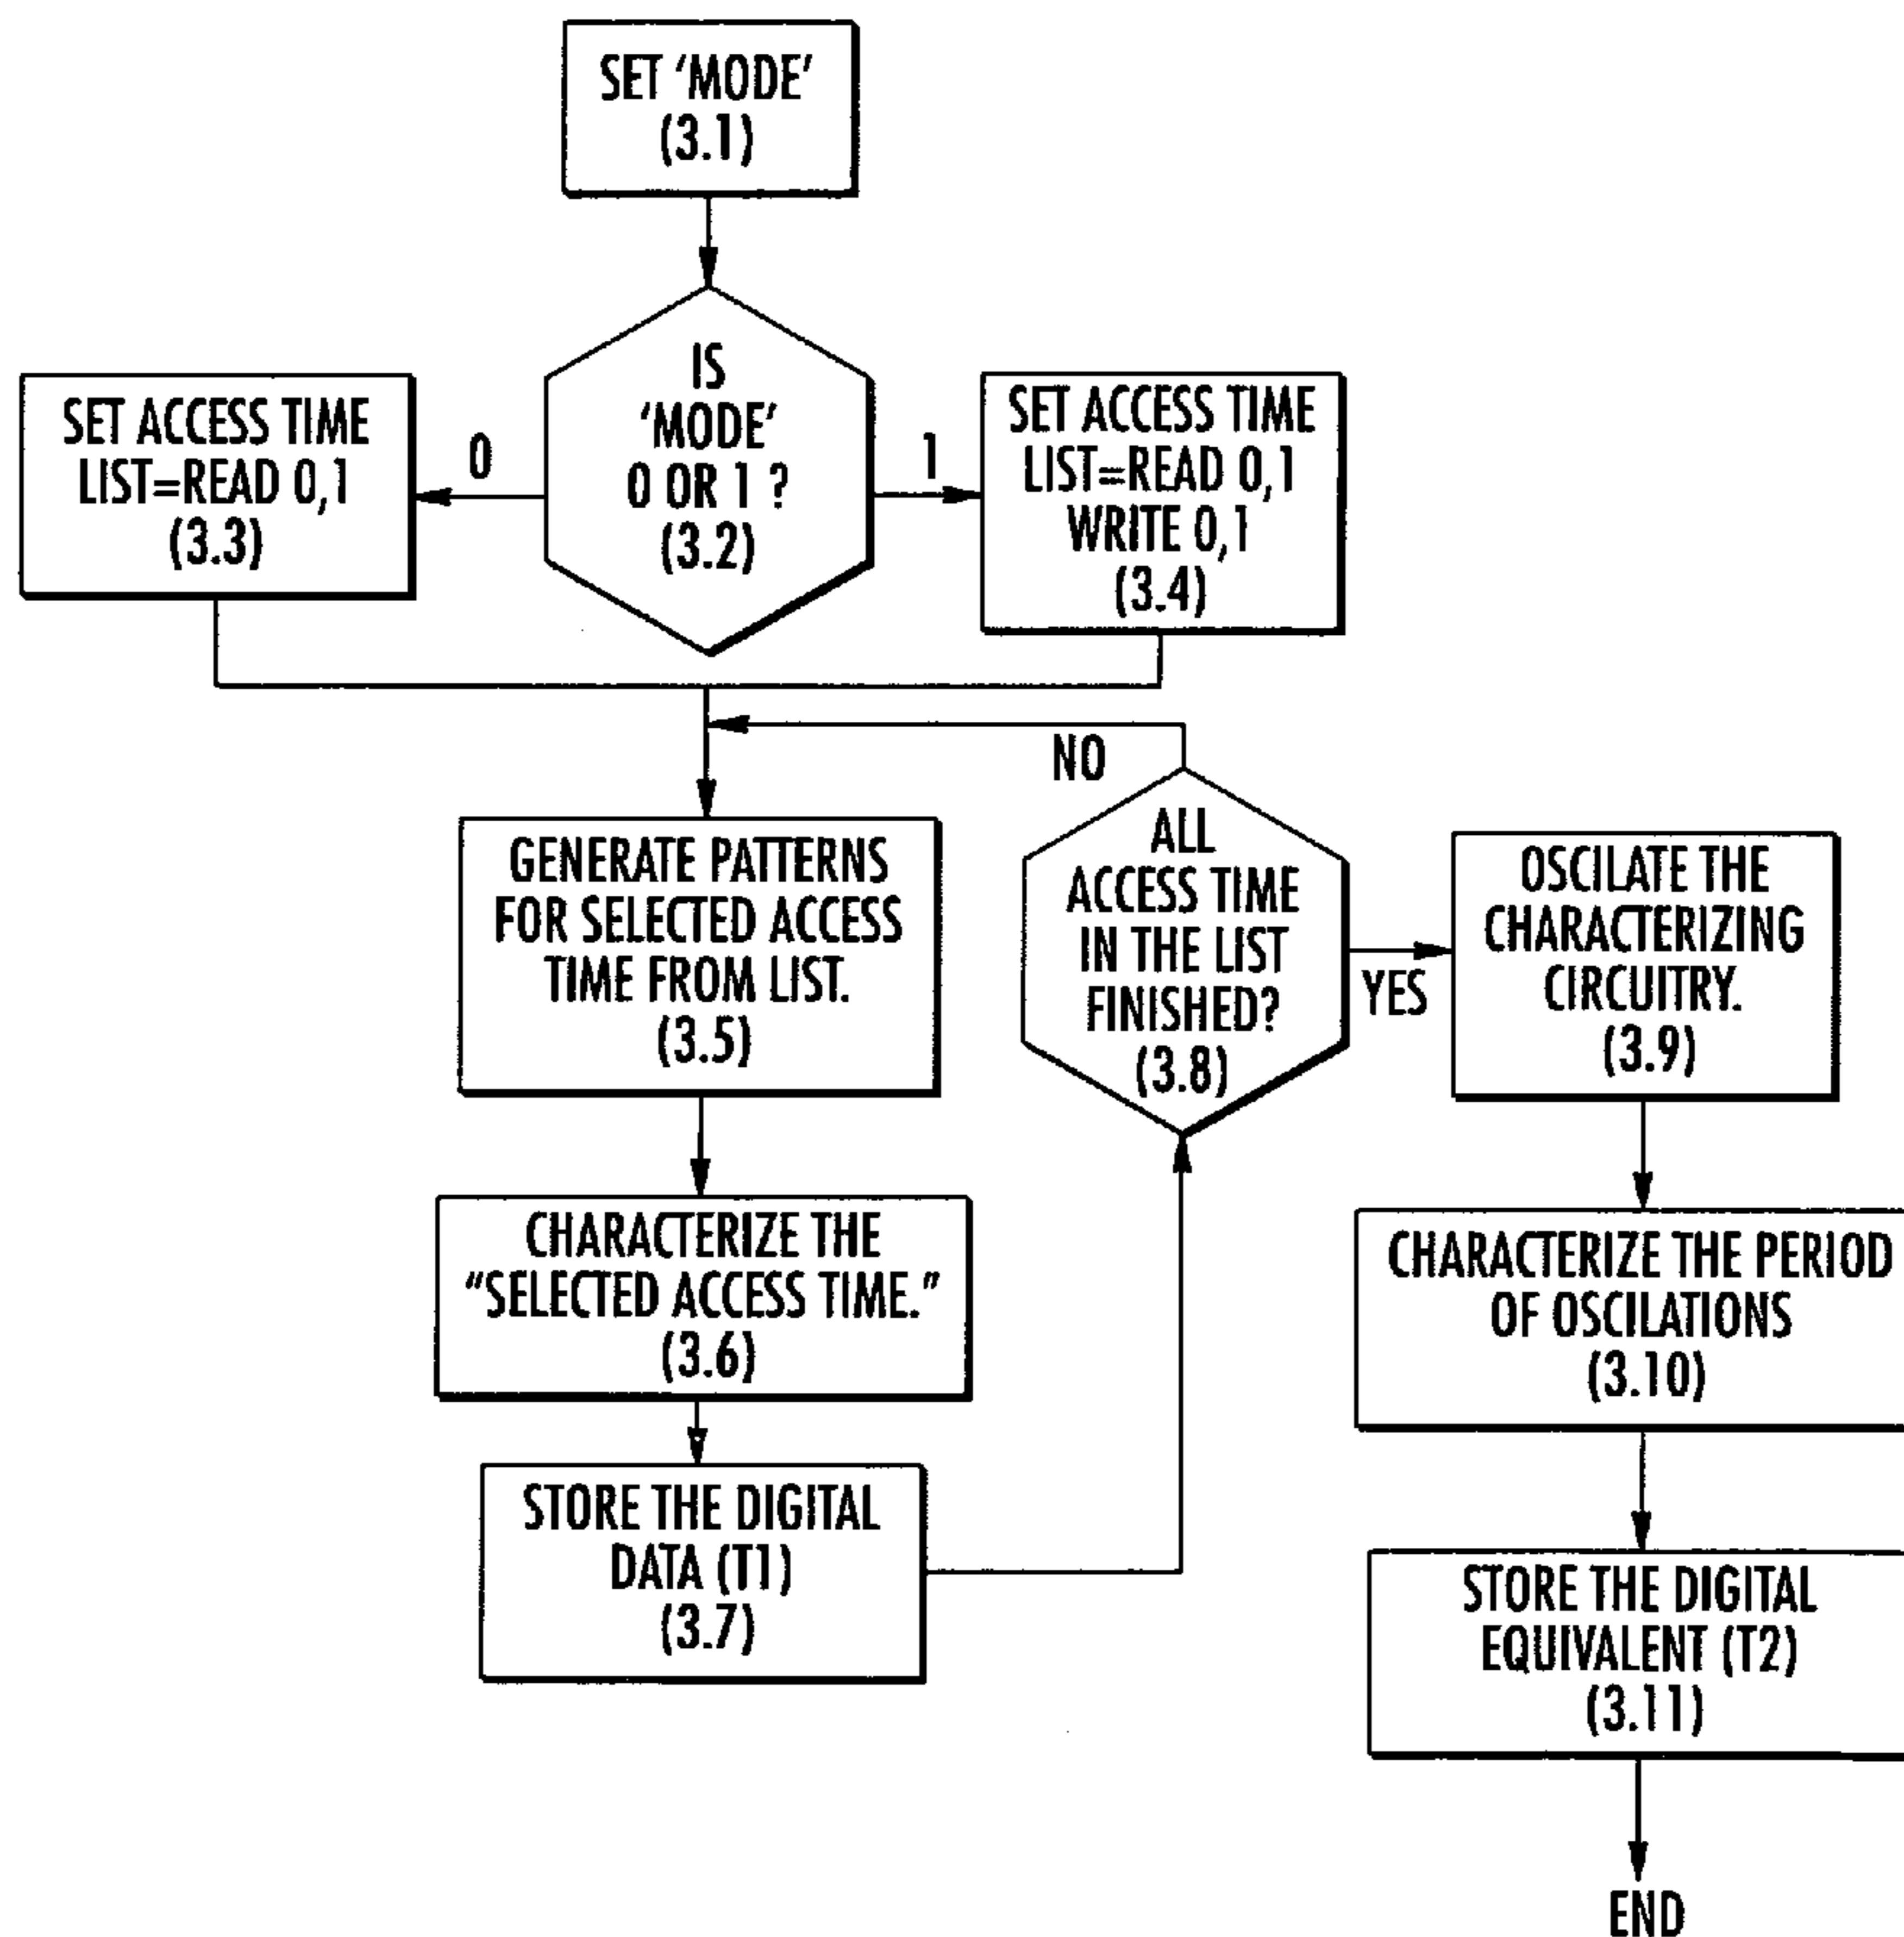 SET ‘MODE’
(3.1)
IS
‘MODE’
0 OR 1 ?
(3.2)
0
1
SET ACCESS TIME
LIST=READ 0,1
(3.3)
SET ACCESS TIME
LIST=READ 0,1
WRITE 0,1
(3.4)
GENERATE PATTERNS
FOR SELECTED ACCESS
TIME FROM LIST.
(3.5)
CHARACTERIZE THE
“SELECTED ACCESS TIME.”
(3.6)
STORE THE DIGITAL
DATA (T1)
(3.7)
NO
ALL
ACCESS TIME
IN THE LIST
FINISHED?
(3.8)
YES
OSCILATE THE
CHARACTERIZING
CIRCUITRY.
(3.9)
CHARACTERIZE THE PERIOD
OF OSCILATIONS
(3.10)
STORE THE DIGITAL
EQUIVALENT (T2)
(3.11)
END